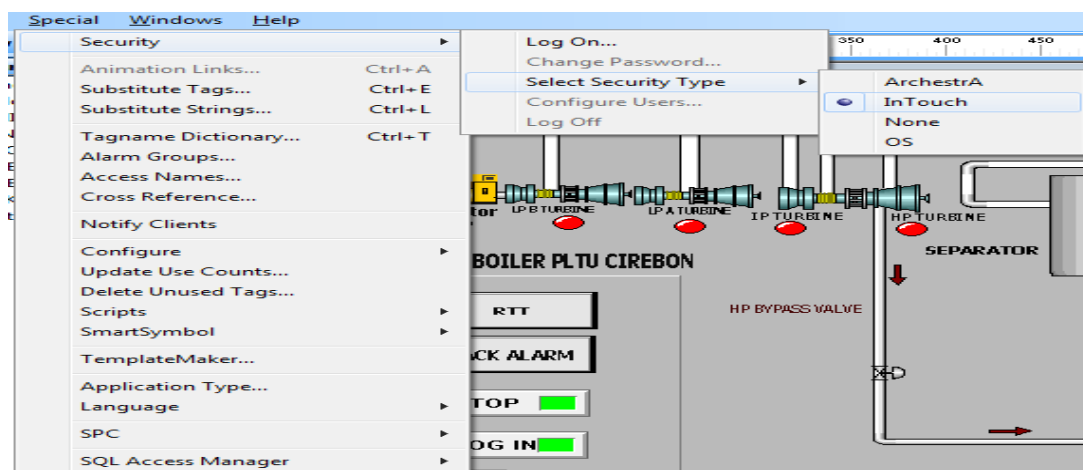 Special Windows Help
Security
Animation Links... Ctrl+A
Substitute Tags... Ctrl+E
Substitute Strings... Ctrl+L
Tagname Dictionary... Ctrl+T
Alarm Groups...
Access Names...
Cross Reference...
Notify Clients
Configure
Update Use Counts...
Delete Unused Tags...
Scripts
SmartSymbol
TemplateMaker...
Application Type...
Language
SPC
SQL Access Manager
Log On...
Change Password...
Select Security Type
Configure Users...
Log Off
ArchestrA
InTouch
None
OS
350 400 450
LP B TURBINE
LP A TURBINE
IP TURBINE
HP TURBINE
SEPARATOR
BOILER PLTU CIREBON
HP BYPASS VALVE
RTT
ACK ALARM
TOP
OG IN